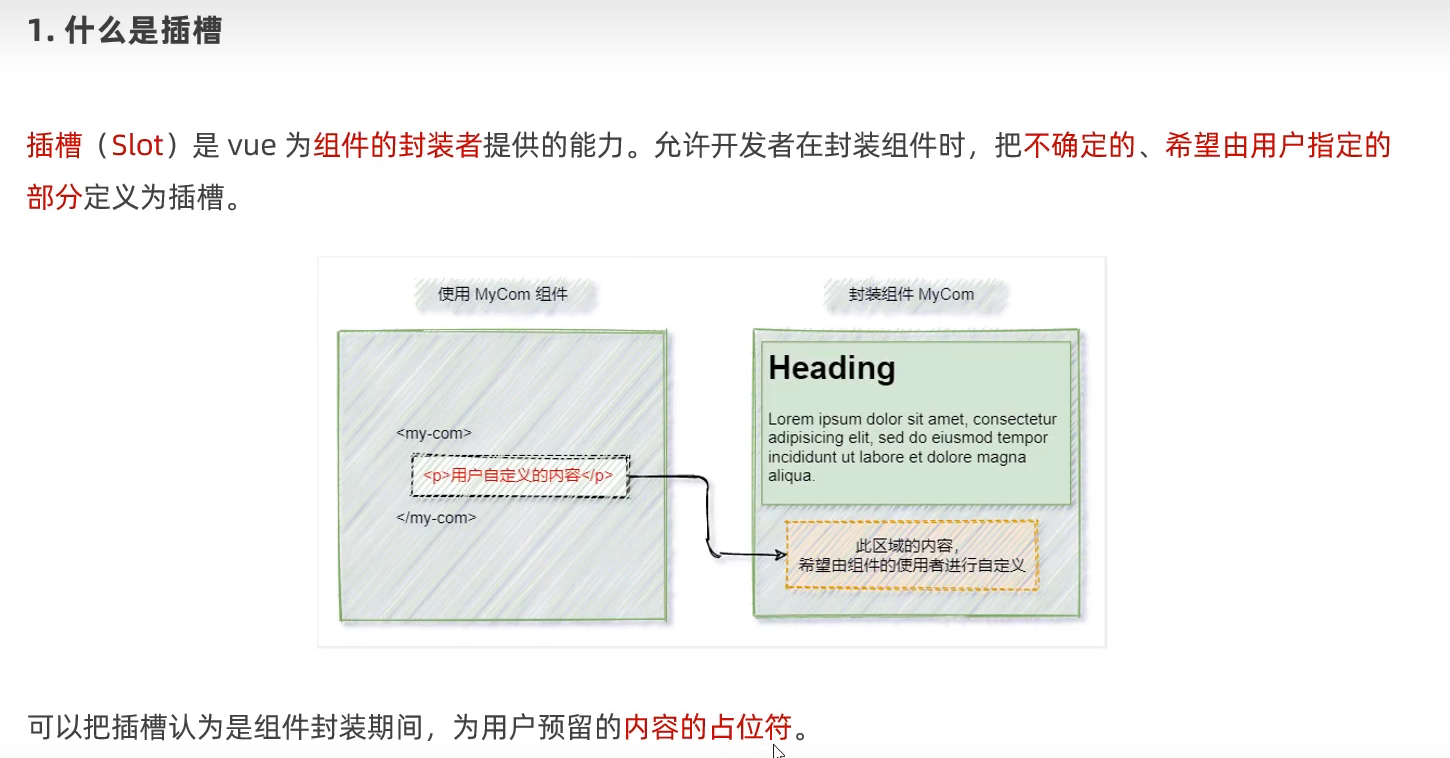 1. 什么是插槽
插槽（Slot）是 vue 为组件的封装者提供的能力。允许开发者在封装组件时，把不确定的、希望由用户指定的
部分定义为插槽。
使用 MyCom 组件
<my-com>
<p>用户自定义的内容</p>
</my-com>
封装组件 MyCom
Heading
Lorem ipsum dolor sit amet, consectetur
adipisicing elit, sed do eiusmod tempor
incididunt ut labore et dolore magna
aliqua.
此区域的内容，
希望由组件的使用者进行自定义
可以把插槽认为是组件封装期间，为用户预留的内容的占位符。